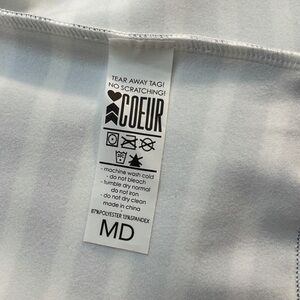 TEAR AWAY TAG!
NO SCRATCHING!
COEUR
- machine wash cold
- do not bleach
- tumble dry normal
- do not iron
- do not dry clean
made in china
87%POLYESTER 13%SPANDEX
MD